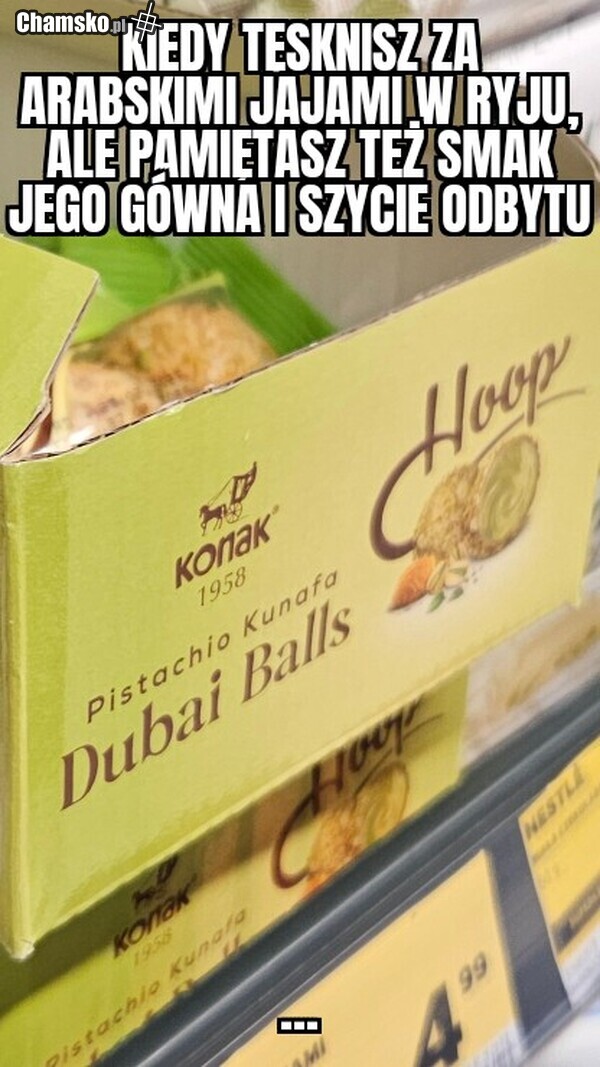 Chamsko.pl
KIEDY TĘSKNISZ ZA
ARABSKIMI JAJAMI W RYJU,
ALE PAMIĘTASZ TEŻ SMAK
JEGO GÓWNA I SZYCIE ODBYTU
Hoop
Konak
1958
Pistachio Kunafa
Dubai Balls
Hoop
Konak
1958
Pistachio Kunafa
NESTLÉ
4 99
...